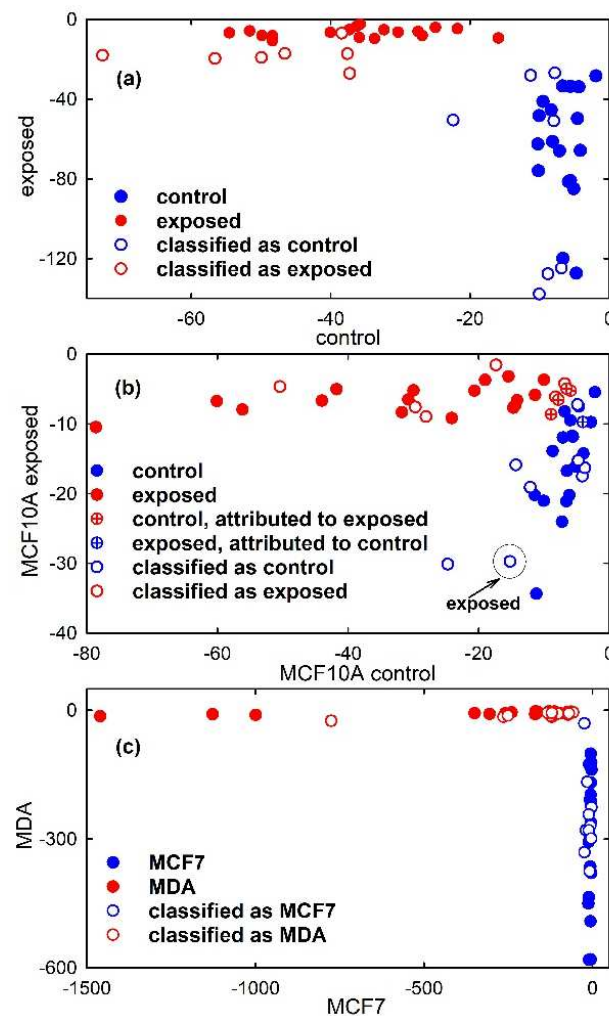 0
(a)
-40
exposed
-80
control
exposed
classified as control
classified as exposed
-120
-60 -40 -20 0
control
0
(b)
-10
MCF10A exposed
control
exposed
-20
control, attributed to exposed
exposed, attributed to control
classified as control
-30
classified as exposed
exposed
-40
-80 -60 -40 -20 0
MCF10A control
0
(c)
MDA
-300
MCF7
MDA
classified as MCF7
classified as MDA
-600
-1500 -1000 -500 0
MCF7